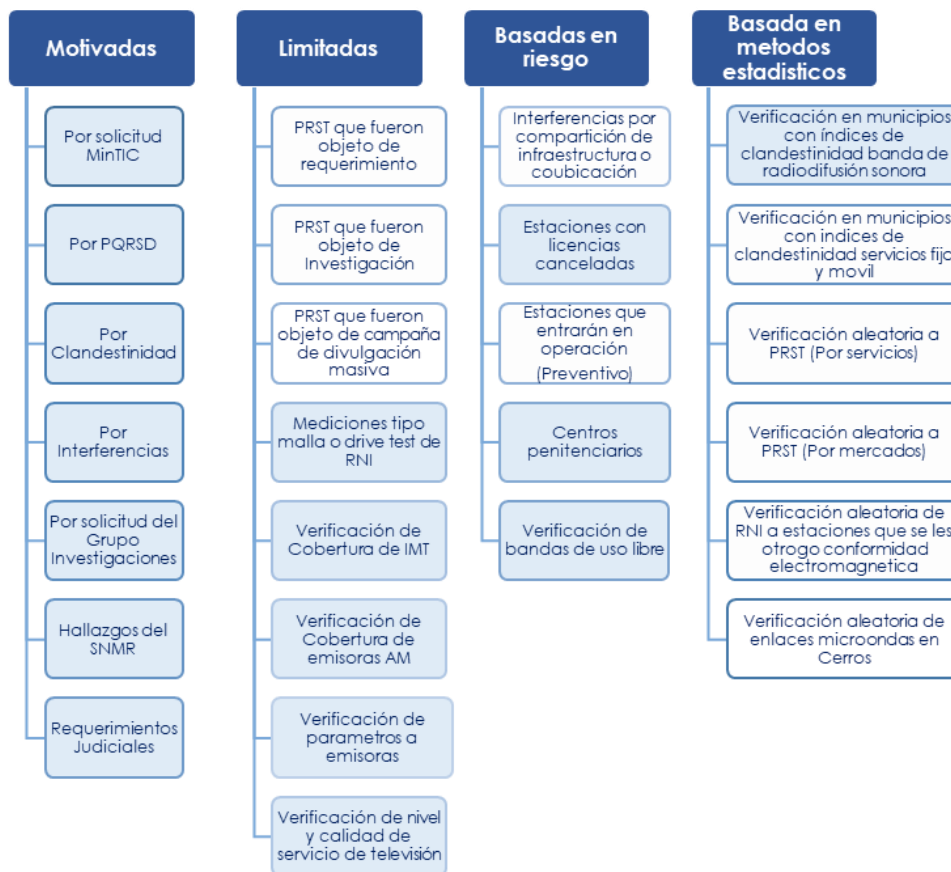 Motivadas
Por solicitud
MinTIC
Por PQRSD
Por
Clandestinidad
Por
Interferencias
Por solicitud del
Grupo
Investigaciones
Hallazgos del
SNMR
Requerimientos
Judiciales
Limitadas
PRST que fueron
objeto de
requerimiento
PRST que fueron
objeto de
Investigación
PRST que fueron
objeto de campaña
de divulgación
masiva
Mediciones tipo
malla o drive test de
RNI
Verificación de
Cobertura de IMT
Verificación de
Cobertura de
emisoras AM
Verificación de
parametros a
emisoras
Verificación de nivel
y calidad de
servicio de televisión
Basadas en
riesgo
Interferencias por
compartición de
infraestructura o
coubicación
Estaciones con
licencias
canceladas
Estaciones que
entrarán en
operación
(Preventivo)
Centros
penitenciarios
Verificación de
bandas de uso libre
Basada en
metodos
estadisticos
Verificación en municipios
con índices de
clandestinidad banda de
radiodifusión sonora
Verificación en municipios
con indices de
clandestinidad servicios fijo
y movil
Verificación aleatoria a
PRST (Por servicios)
Verificación aleatoria a
PRST (Por mercados)
Verificación aleatoria de
RNI a estaciones que se les
otrogo conformidad
electromagnetica
Verificación aleatoria de
enlaces microondas en
Cerros